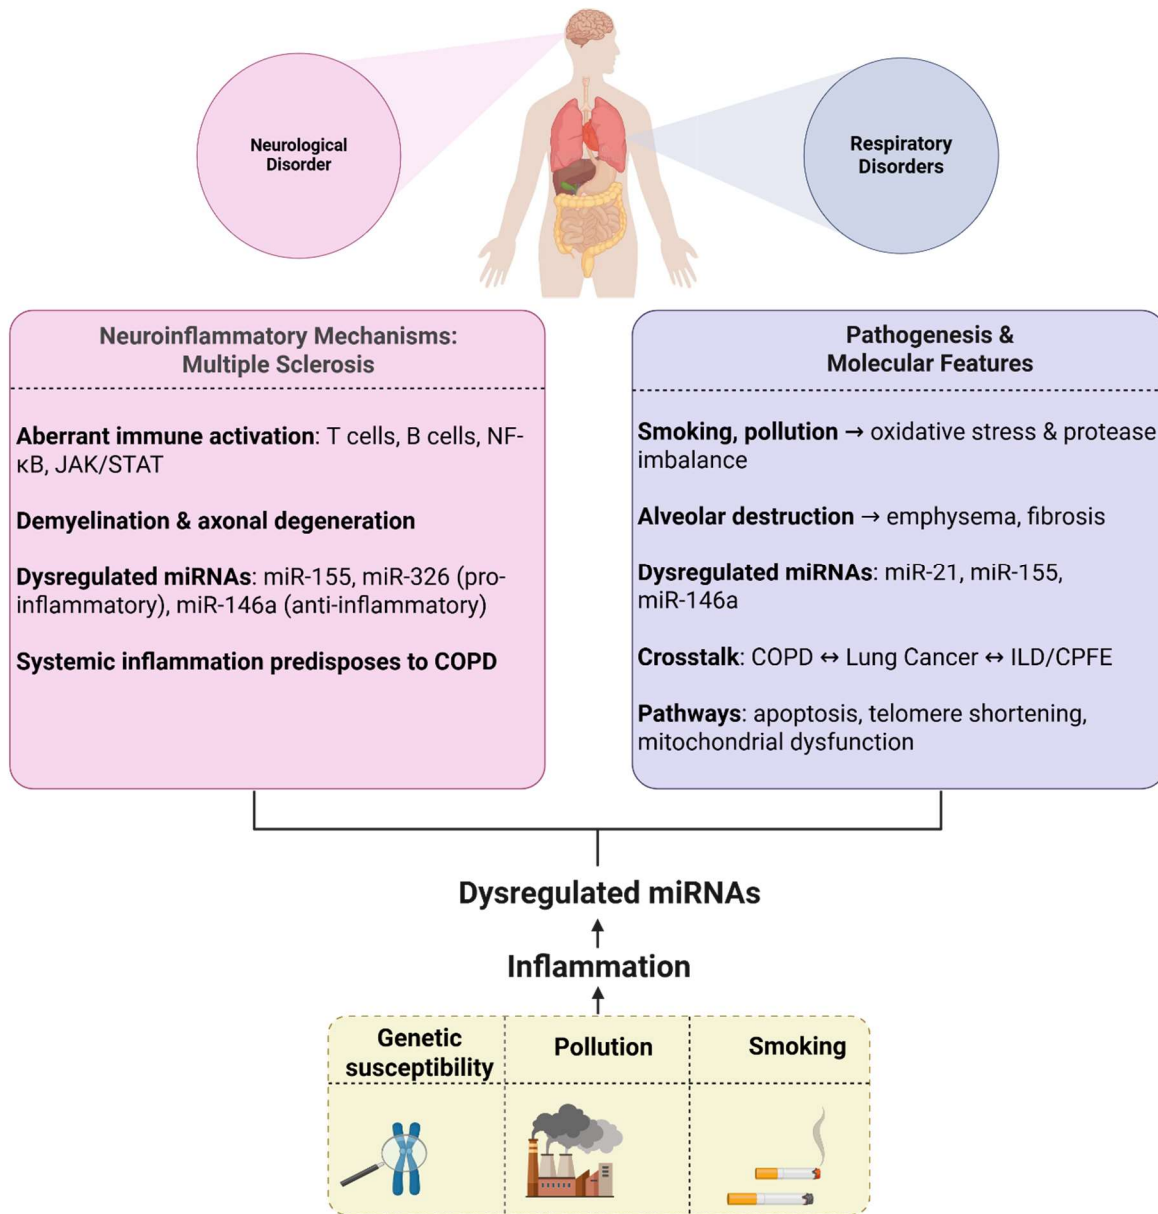 Neurological
Disorder
Respiratory
Disorders
Neuroinflammatory Mechanisms:
Multiple Sclerosis
Aberrant immune activation: T cells, B cells, NF-
κB, JAK/STAT
Demyelination & axonal degeneration
Dysregulated miRNAs: miR-155, miR-326 (pro-
inflammatory), miR-146a (anti-inflammatory)
Systemic inflammation predisposes to COPD
Pathogenesis &
Molecular Features
Smoking, pollution → oxidative stress & protease
imbalance
Alveolar destruction → emphysema, fibrosis
Dysregulated miRNAs: miR-21, miR-155,
miR-146a
Crosstalk: COPD ↔ Lung Cancer ↔ ILD/CPFE
Pathways: apoptosis, telomere shortening,
mitochondrial dysfunction
Dysregulated miRNAs
Inflammation
Genetic
susceptibility
Pollution
Smoking